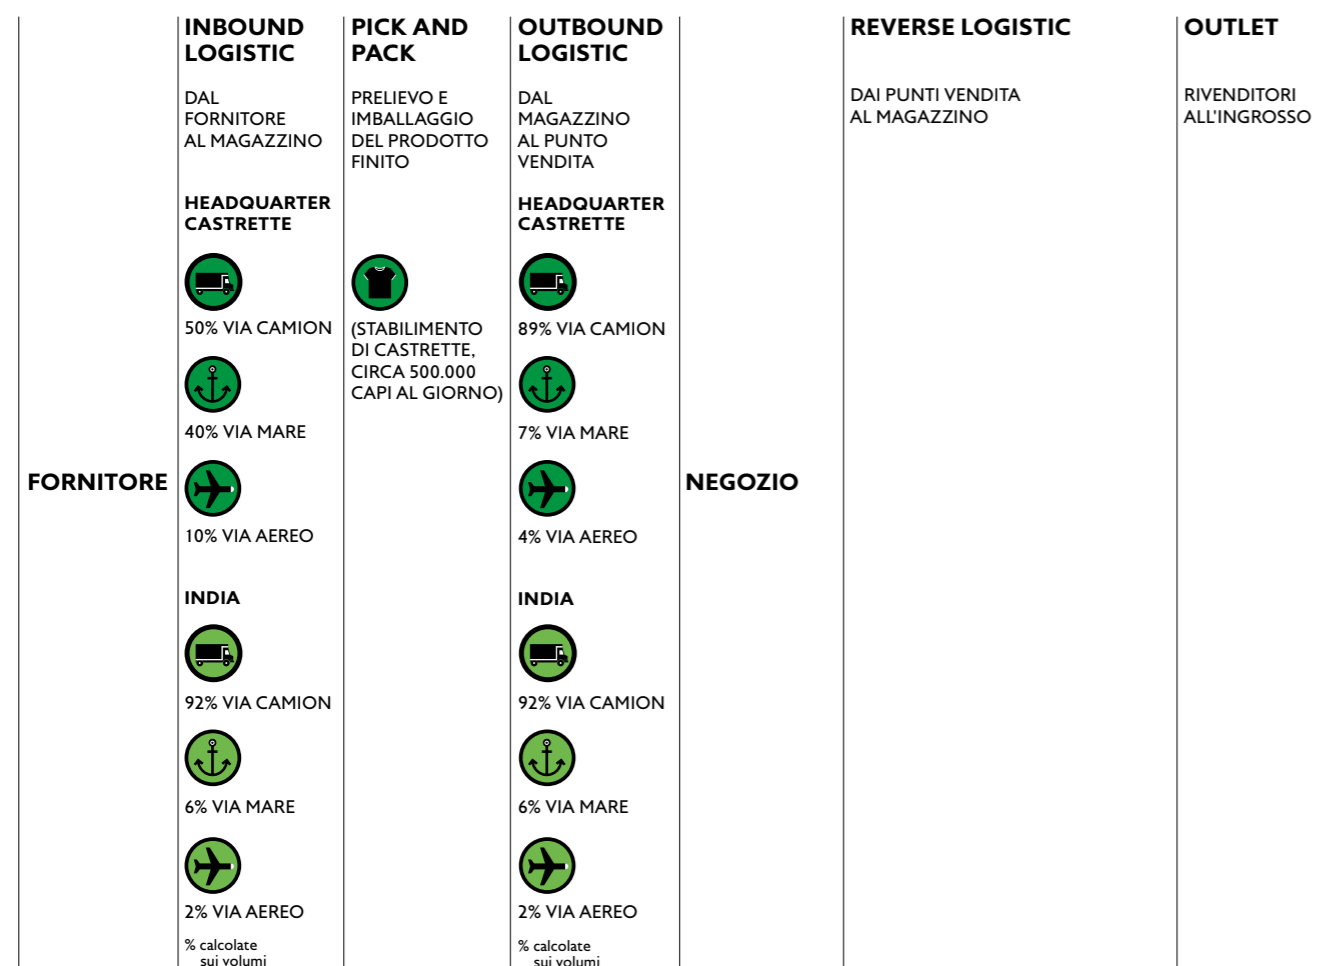 FORNITORE
INBOUND
LOGISTIC
DAL
FORNITORE
AL MAGAZZINO
HEADQUARTER
CASTRETTE
50% VIA CAMION
40% VIA MARE
10% VIA AEREO
INDIA
92% VIA CAMION
6% VIA MARE
2% VIA AEREO
% calcolate
sui volumi
PICK AND
PACK
PRELIEVO E
IMBALLAGGIO
DEL PRODOTTO
FINITO
(STABILIMENTO
DI CASTRETTE,
CIRCA 500.000
CAPI AL GIORNO)
OUTBOUND
LOGISTIC
DAL
MAGAZZINO
AL PUNTO
VENDITA
HEADQUARTER
CASTRETTE
89% VIA CAMION
7% VIA MARE
4% VIA AEREO
INDIA
92% VIA CAMION
6% VIA MARE
2% VIA AEREO
% calcolate
sui volumi
NEGOZIO
REVERSE LOGISTIC
DAI PUNTI VENDITA
AL MAGAZZINO
OUTLET
RIVENDITORI
ALL'INGROSSO